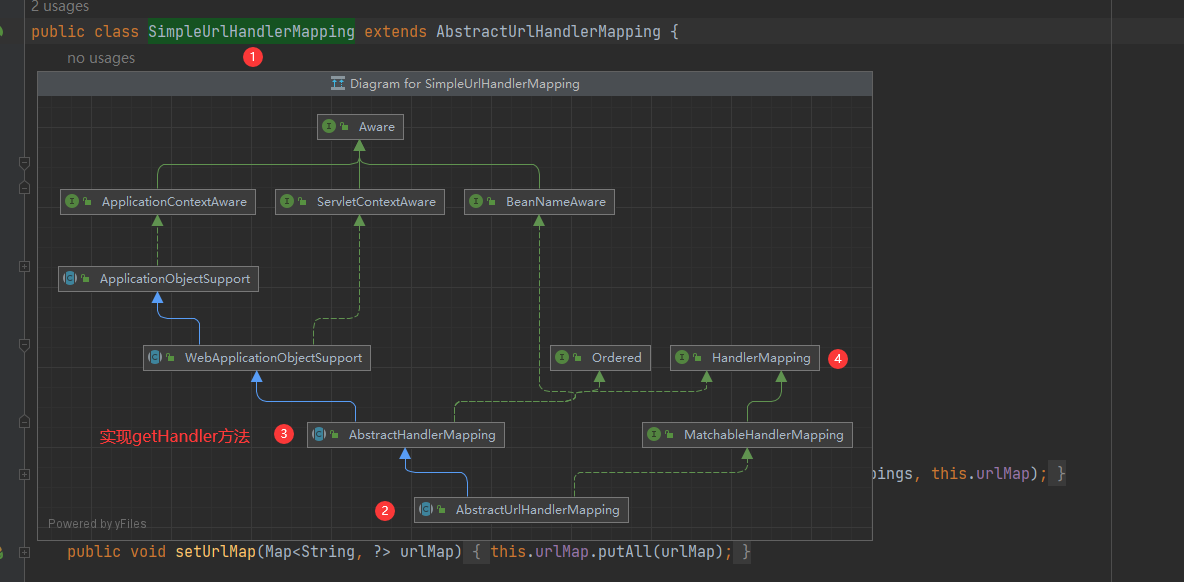 2 usages
public class SimpleUrlHandlerMapping extends AbstractUrlHandlerMapping {
no usages
1
Diagram for SimpleUrlHandlerMapping
Aware
ApplicationContextAware ServletContextAware BeanNameAware
ApplicationObjectSupport
WebApplicationObjectSupport Ordered HandlerMapping 4
实现getHandler方法 3 AbstractHandlerMapping MatchableHandlerMapping
pings, this.urlMap); }
2 AbstractUrlHandlerMapping
Powered by yFiles
public void setUrlMap(Map<String, ?> urlMap) { this.urlMap.putAll(urlMap); }